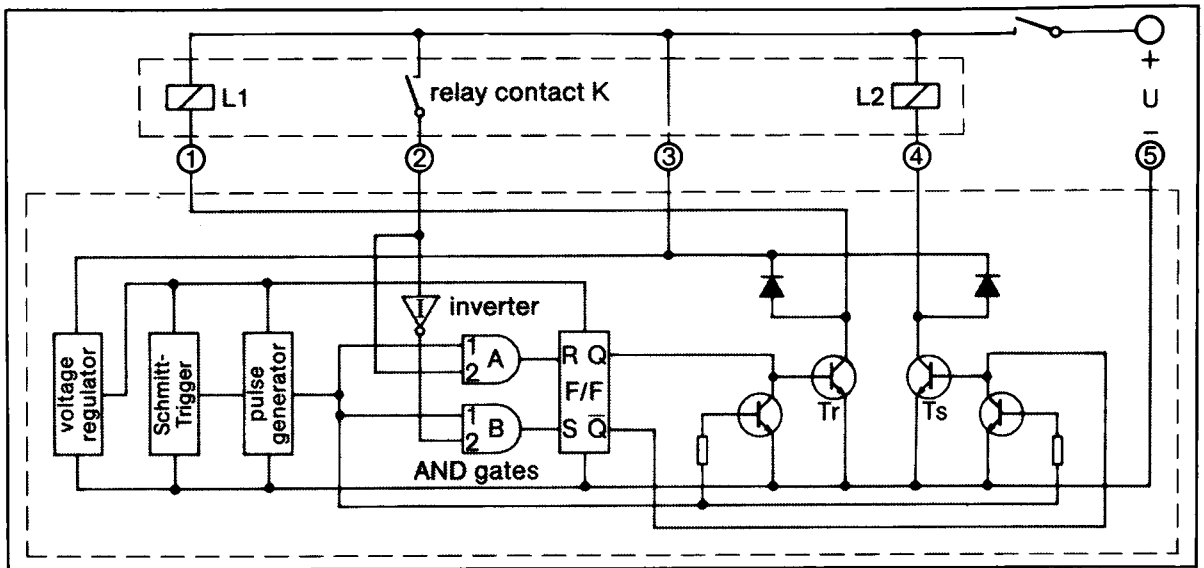 +
U
–
L1
relay contact K
L2
1
2
3
4
5
I
inverter
voltage
regulator
Schmitt-
Trigger
pulse
generator
1
2
A
1
2
B
AND gates
R Q
F/F
S Q̅
Tr
Ts